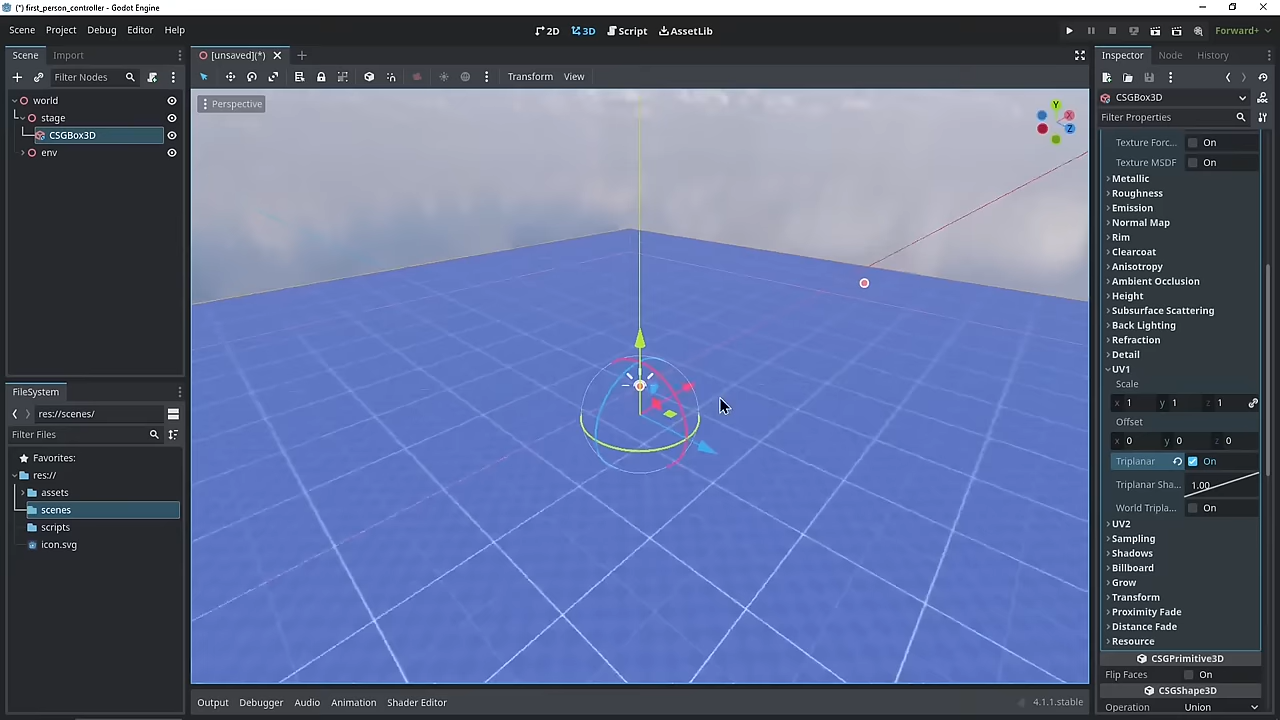 (*) first_person_controller - Godot Engine
Scene Project Debug Editor Help
2D 3D Script AssetLib
Forward+
Scene Import
[unsaved](*)
Inspector Node History
Filter Nodes
Transform View
world
stage
CSGBox3D
env
Perspective
Y
X
Z
CSGBox3D
Filter Properties
Texture Forc... On
Texture MSDF On
Metallic
Roughness
Emission
Normal Map
Rim
Clearcoat
Anisotropy
Ambient Occlusion
Height
Subsurface Scattering
Back Lighting
Refraction
Detail
UV1
Scale
x 1 y 1 z 1
Offset
x 0 y 0 z 0
Triplanar On
Triplanar Sha... 1.00
World Tripla... On
UV2
Sampling
Shadows
Billboard
Grow
Transform
Proximity Fade
Distance Fade
Resource
CSGPrimitive3D
Flip Faces On
CSGShape3D
Operation Union
FileSystem
res://scenes/
Filter Files
Favorites:
res://
assets
scenes
scripts
icon.svg
Output Debugger Audio Animation Shader Editor
4.1.1.stable